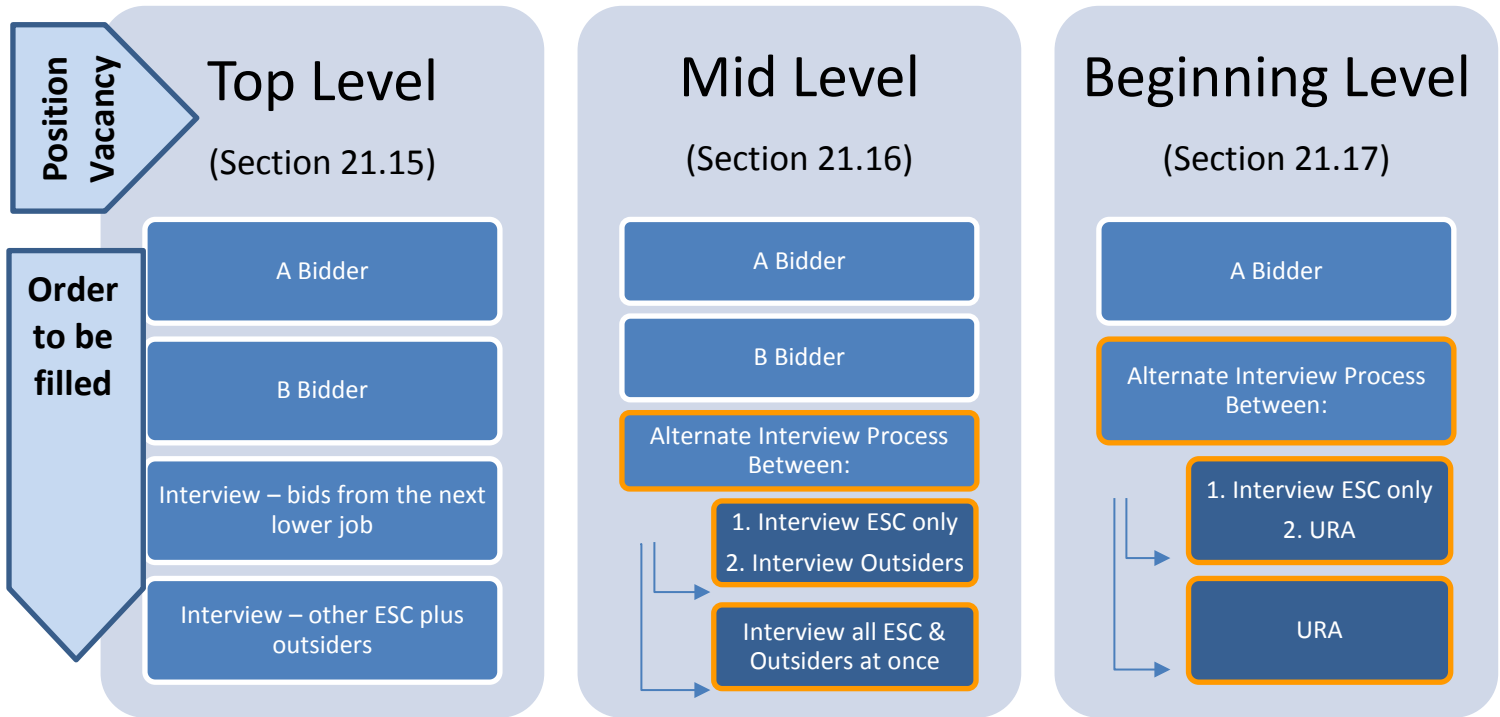 Position
Vacancy
Order
to be
filled
Top Level
(Section 21.15)
A Bidder
B Bidder
Interview – bids from the next
lower job
Interview – other ESC plus
outsiders
Mid Level
(Section 21.16)
A Bidder
B Bidder
Alternate Interview Process
Between:
1. Interview ESC only
2. Interview Outsiders
Interview all ESC &
Outsiders at once
Beginning Level
(Section 21.17)
A Bidder
Alternate Interview Process
Between:
1. Interview ESC only
2. URA
URA